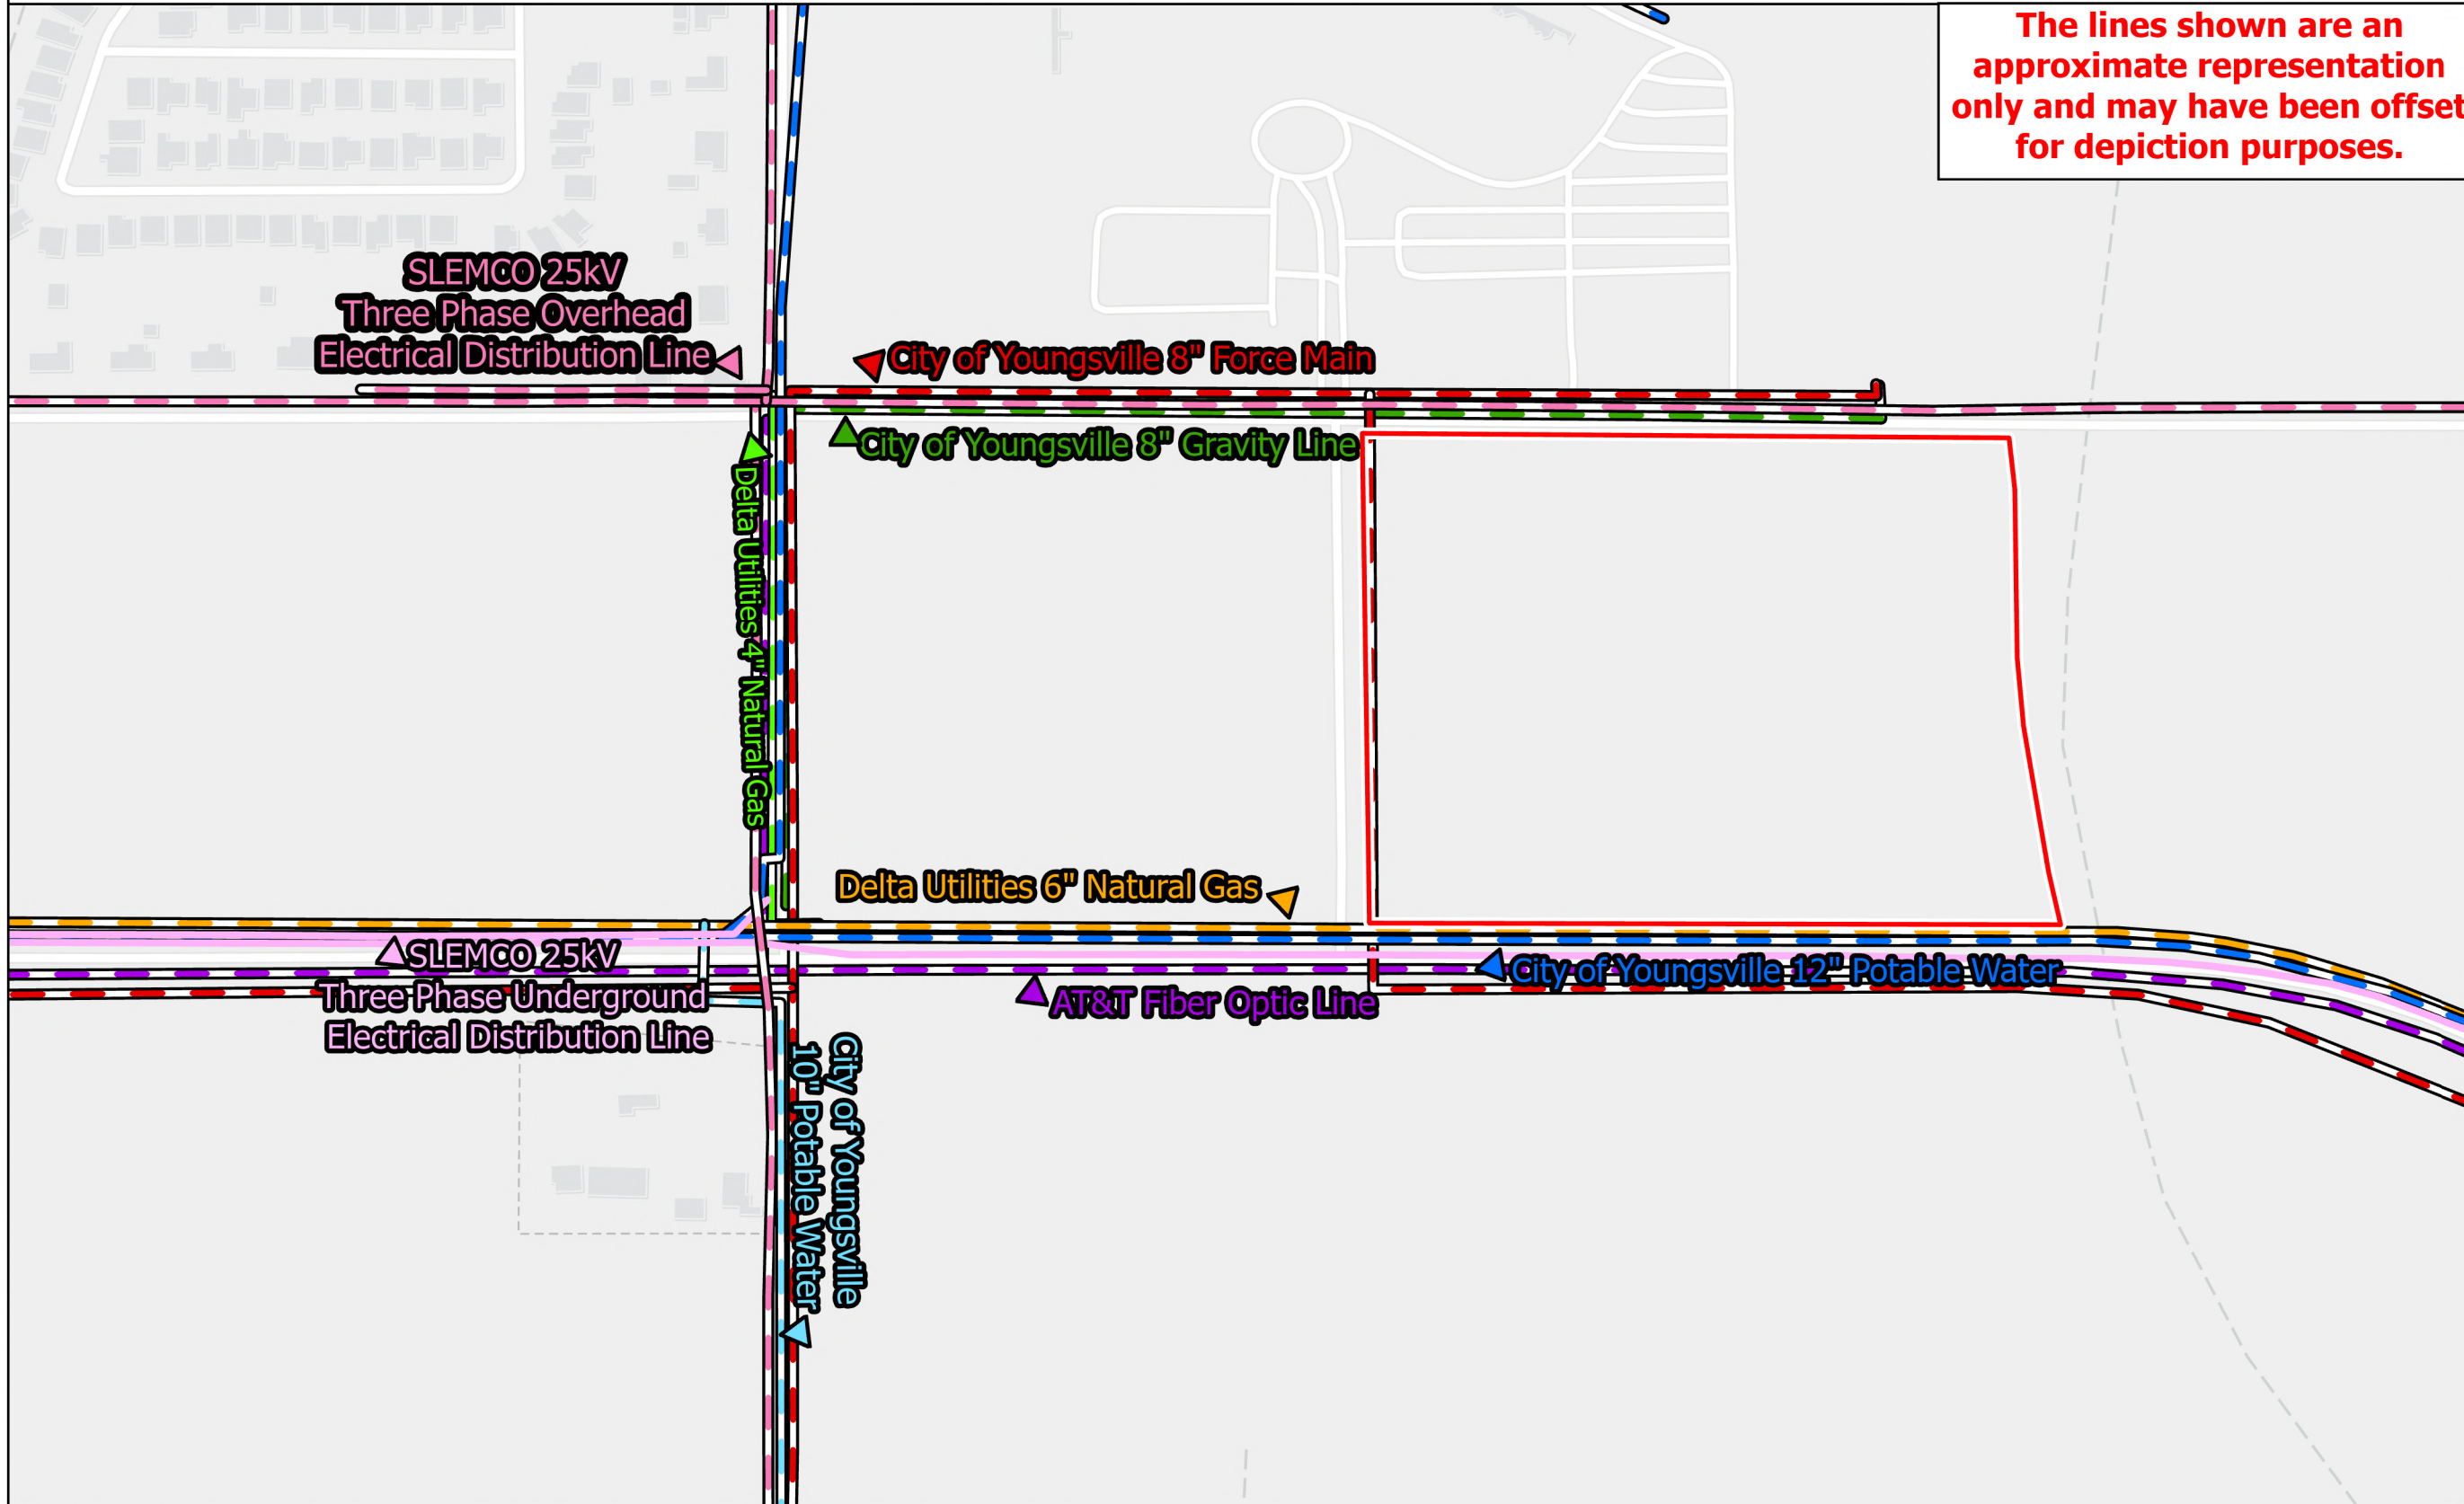 The lines shown are an
approximate representation
only and may have been offset
for depiction purposes.
SLEMCO 25kV
Three Phase Overhead
Electrical Distribution Line
City of Youngsville 8" Force Main
City of Youngsville 8" Gravity Line
Delta Utilities 4" Natural Gas
Delta Utilities 6" Natural Gas
SLEMCO 25kV
Three Phase Underground
Electrical Distribution Line
City of Youngsville 12" Potable Water
AT&T Fiber Optic Line
City of Youngsville
10" Potable Water